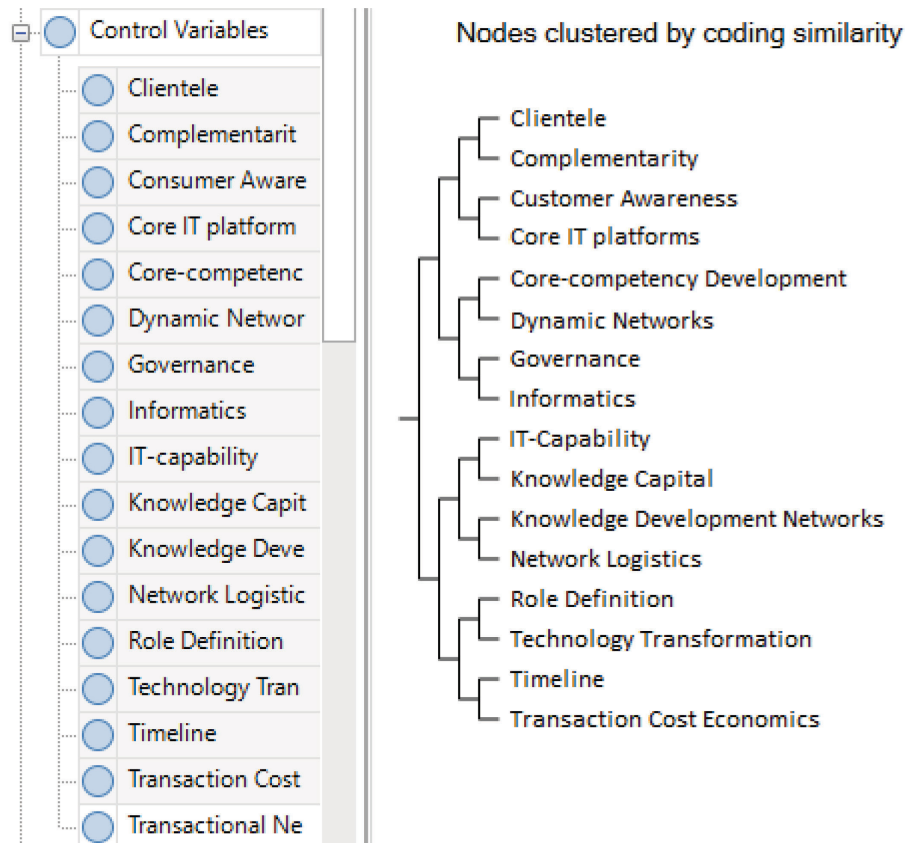 Control Variables
Clientele
Complementarit
Consumer Aware
Core IT platform
Core-competenc
Dynamic Networ
Governance
Informatics
IT-capability
Knowledge Capit
Knowledge Deve
Network Logistic
Role Definition
Technology Tran
Timeline
Transaction Cost
Transactional Ne
Nodes clustered by coding similarity
Clientele
Complementarity
Customer Awareness
Core IT platforms
Core-competency Development
Dynamic Networks
Governance
Informatics
IT-Capability
Knowledge Capital
Knowledge Development Networks
Network Logistics
Role Definition
Technology Transformation
Timeline
Transaction Cost Economics